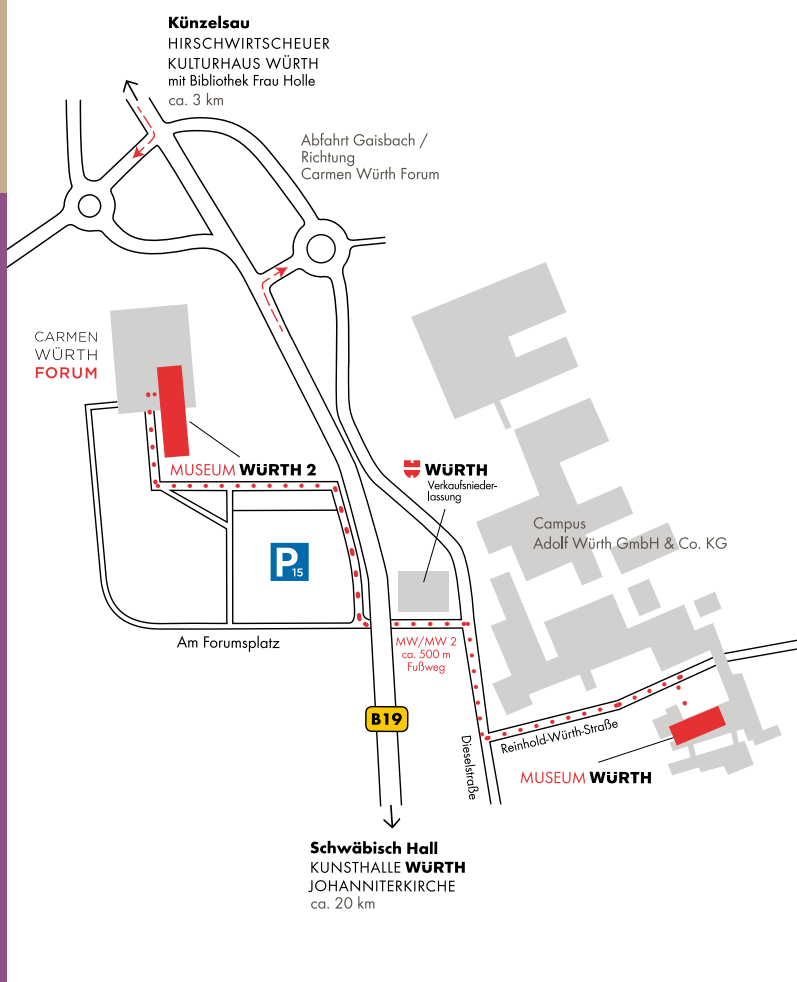 Künzelsau
HIRSCHWIRTSCHEUER
KULTURHAUS WÜRTH
mit Bibliothek Frau Holle
ca. 3 km
Abfahrt Gaisbach /
Richtung
Carmen Würth Forum
CARMEN
WÜRTH
FORUM
MUSEUM WÜRTH 2
WÜRTH
Verkaufsnieder-
lassung
Campus
Adolf Würth GmbH & Co. KG
P
15
Am Forumsplatz
MW/MW 2
ca. 500 m
Fußweg
B19
Dieselstraße
Reinhold-Würth-Straße
MUSEUM WÜRTH
Schwäbisch Hall
KUNSTHALLE WÜRTH
JOHANNITERKIRCHE
ca. 20 km